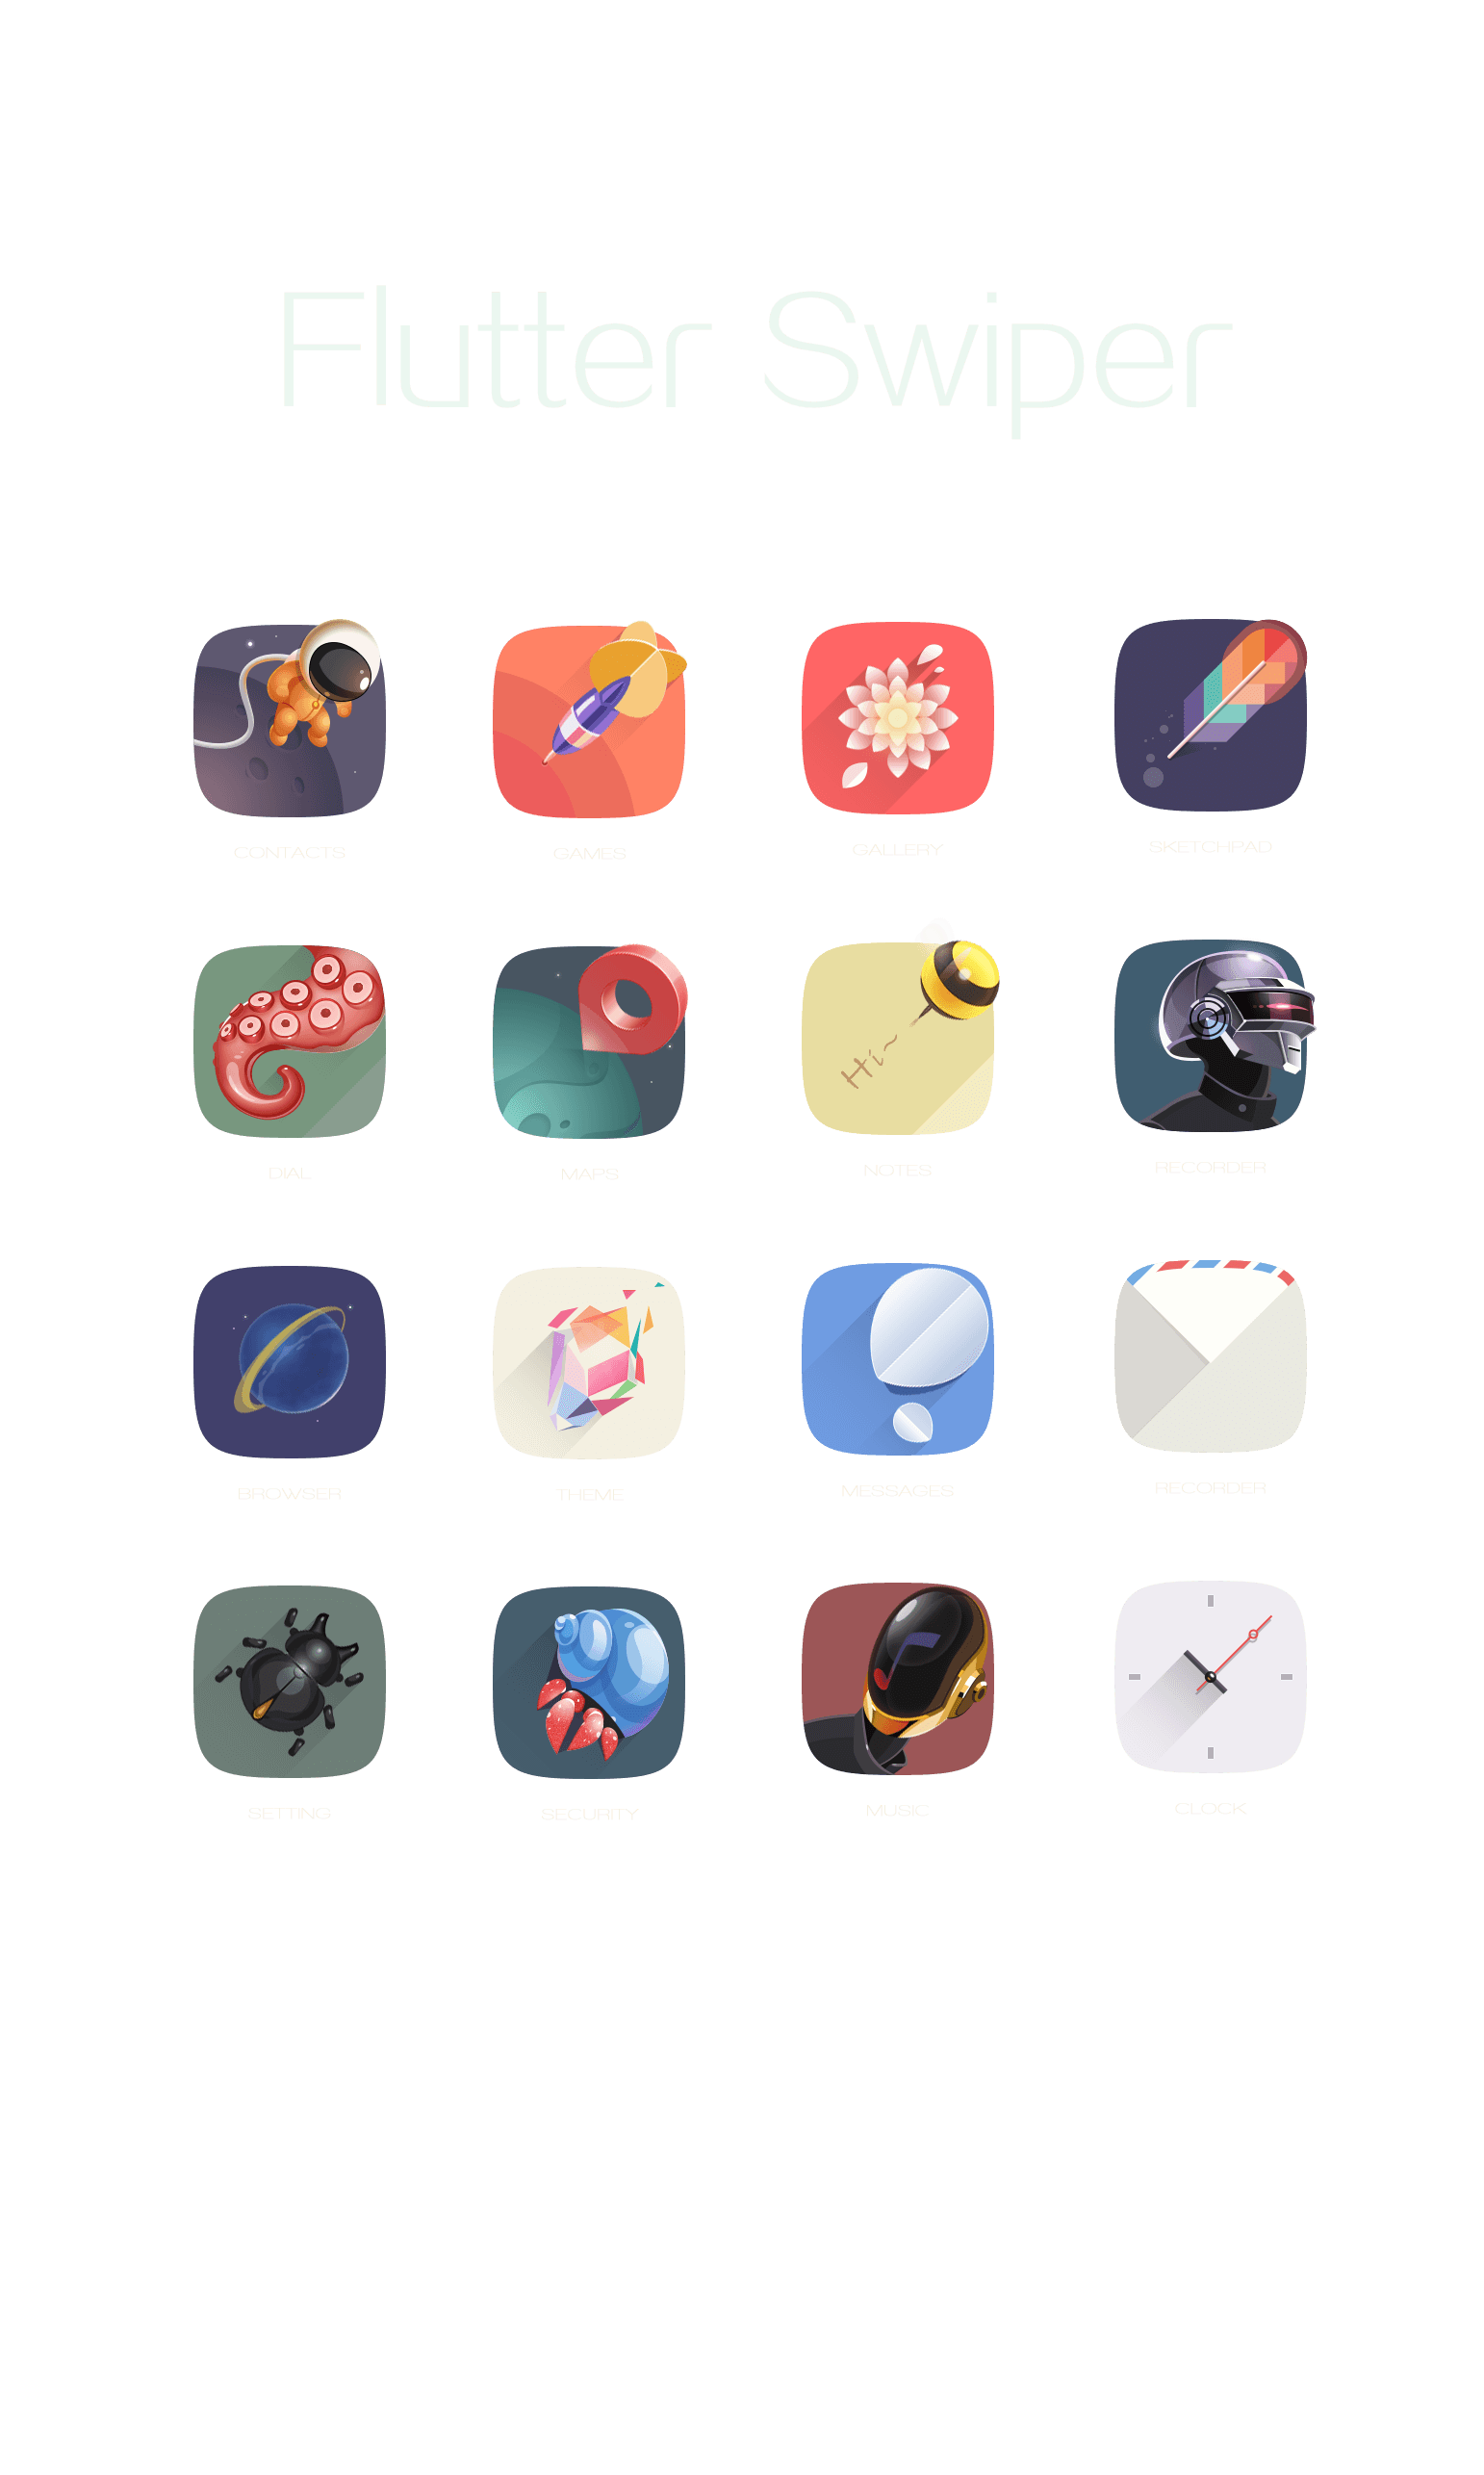 Flutter Swiper
CONTACTS GAMES GALLERY SKETCHPAD
Hi~
DIAL MAPS NOTES RECORDER
BROWSER THEME MESSAGES RECORDER
SETTING SECURITY MUSIC CLOCK